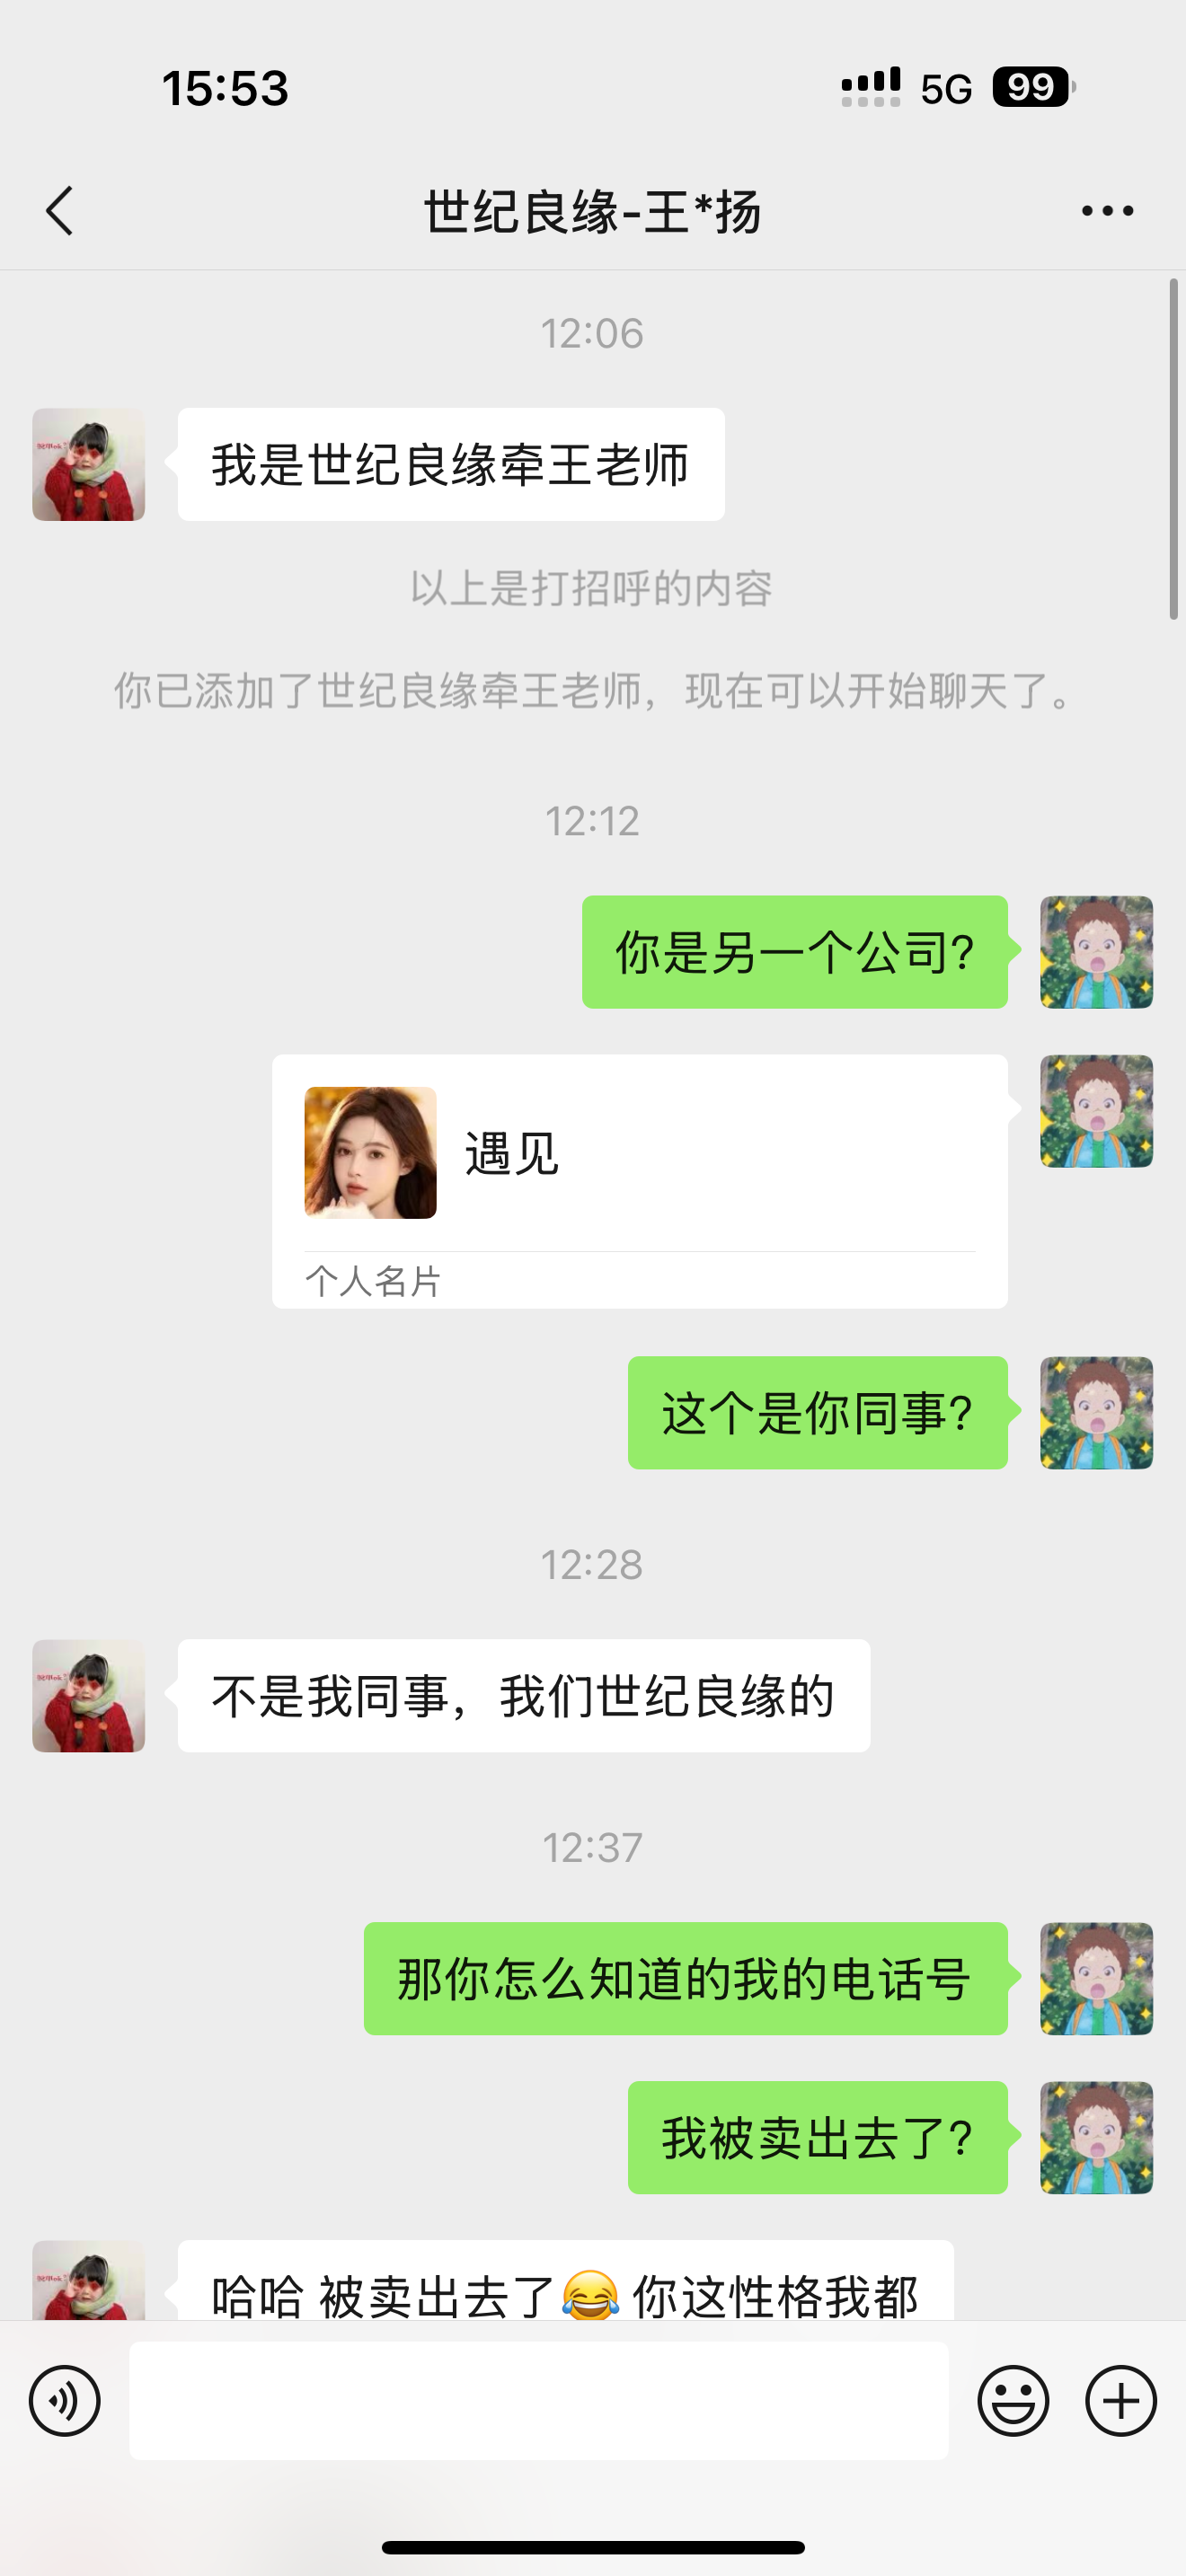 15:53
5G
99
世纪良缘-王*扬
12:06
我是世纪良缘牵王老师
以上是打招呼的内容
你已添加了世纪良缘牵王老师，现在可以开始聊天了。
12:12
你是另一个公司?
遇见
个人名片
这个是你同事?
12:28
不是我同事，我们世纪良缘的
12:37
那你怎么知道的我的电话号
我被卖出去了?
哈哈 被卖出去了😂 你这性格我都